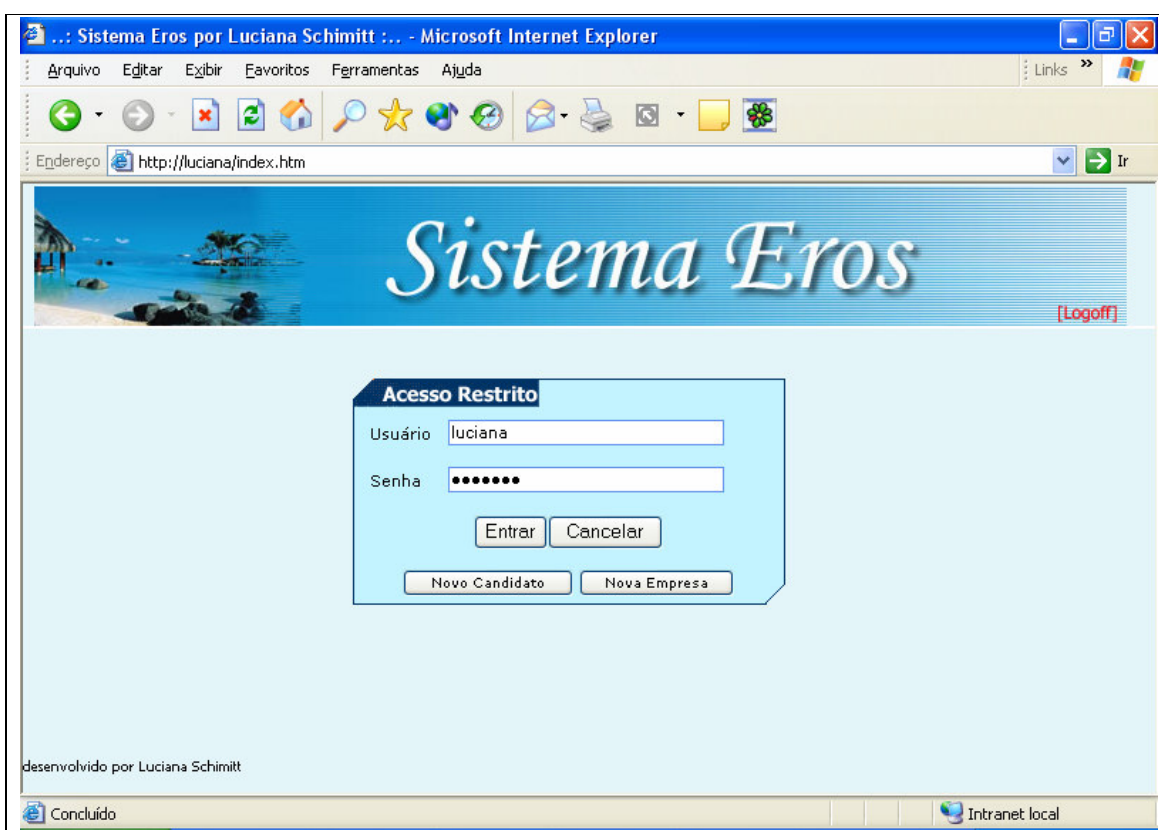 ..: Sistema Eros por Luciana Schimitt :.. - Microsoft Internet Explorer
Arquivo Editar Exibir Favoritos Ferramentas Ajuda Links »
Endereço http://luciana/index.htm Ir
Sistema Eros
[Logoff]
Acesso Restrito
Usuário luciana
Senha •••••••
Entrar Cancelar
Novo Candidato Nova Empresa
desenvolvido por Luciana Schimitt
Concluído Intranet local